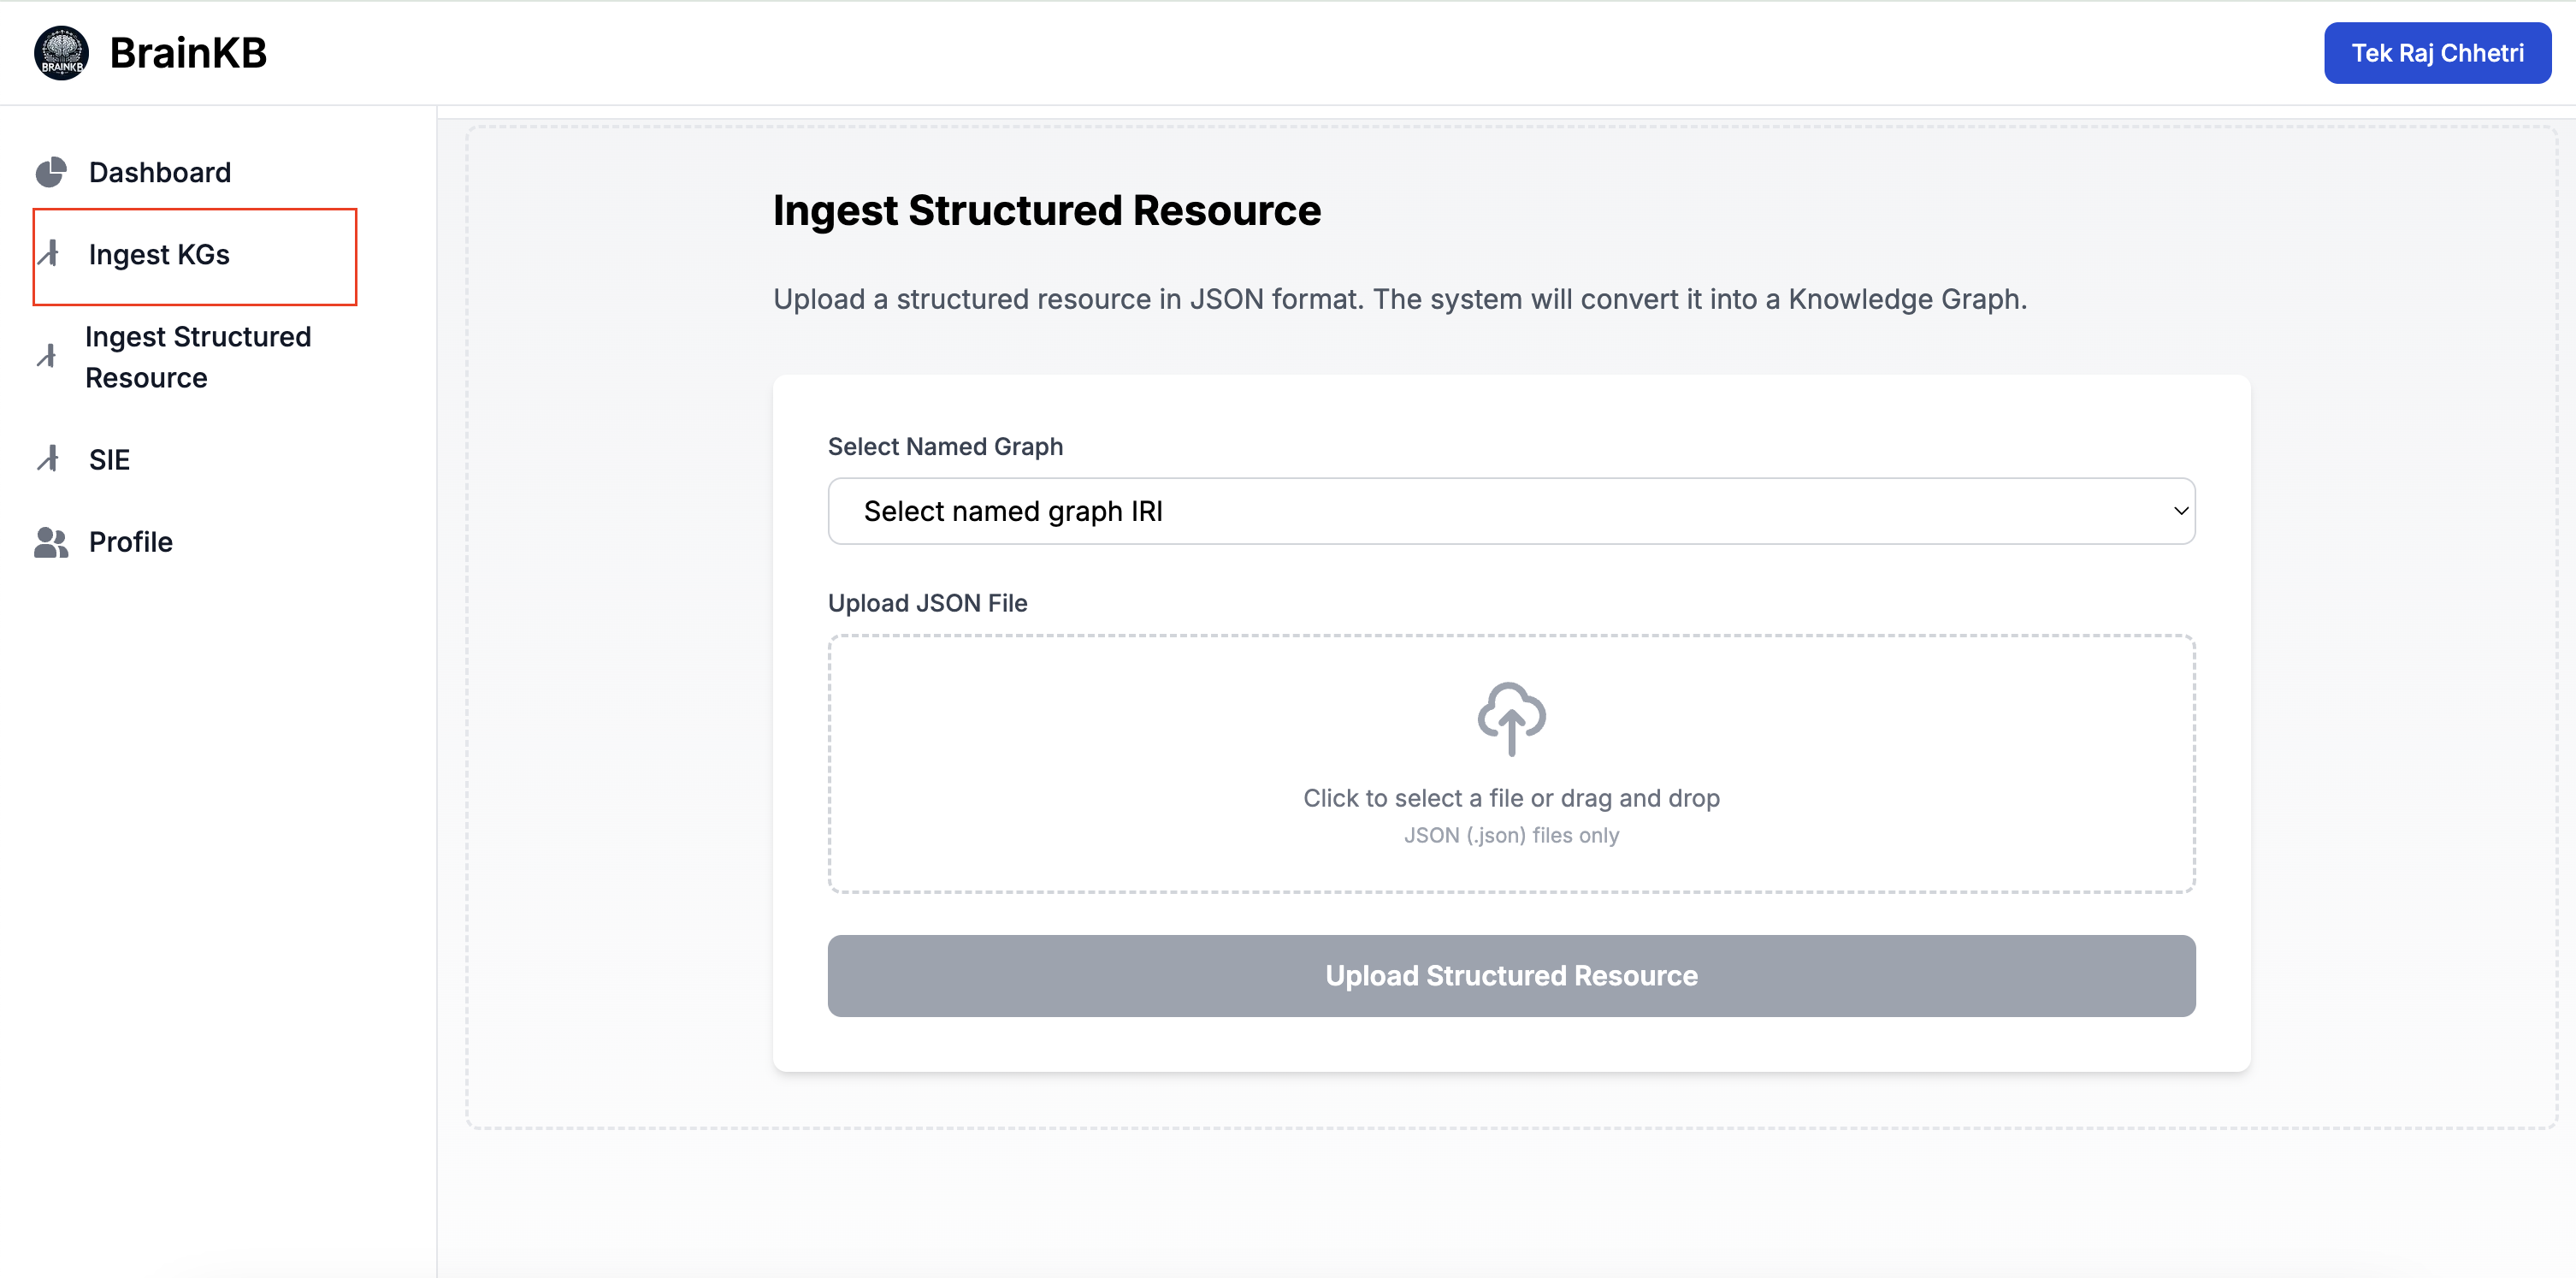 BRAINKB
BrainKB
Tek Raj Chhetri
Dashboard
Ingest KGs
Ingest Structured
Resource
SIE
Profile
Ingest Structured Resource
Upload a structured resource in JSON format. The system will convert it into a Knowledge Graph.
Select Named Graph
Select named graph IRI
Upload JSON File
Click to select a file or drag and drop
JSON (.json) files only
Upload Structured Resource